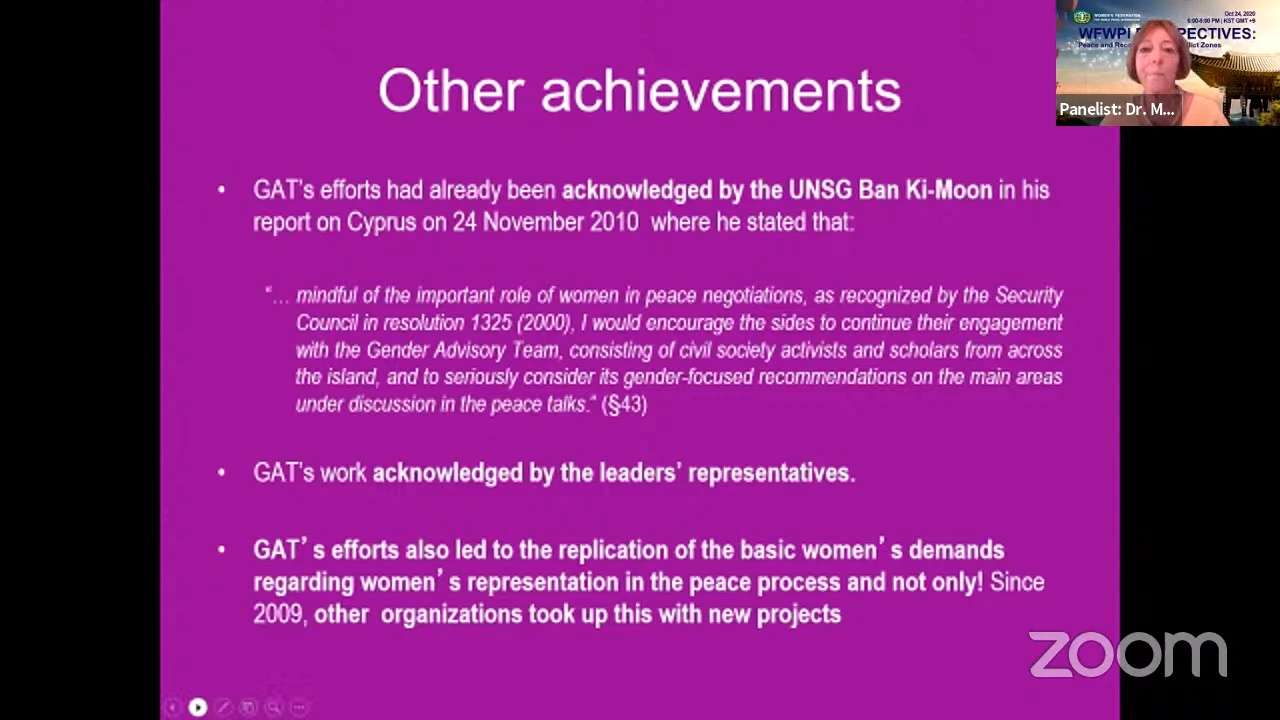 Other achievements
• GAT's efforts had already been acknowledged by the UNSG Ban Ki-Moon in his
report on Cyprus on 24 November 2010 where he stated that:
“… mindful of the important role of women in peace negotiations, as recognized by the Security
Council in resolution 1325 (2000), I would encourage the sides to continue their engagement
with the Gender Advisory Team, consisting of civil society activists and scholars from across
the island, and to seriously consider its gender-focused recommendations on the main areas
under discussion in the peace talks.“ (§43)
• GAT's work acknowledged by the leaders' representatives.
• GAT’s efforts also led to the replication of the basic women’s demands
regarding women’s representation in the peace process and not only! Since
2009, other organizations took up this with new projects
WOMEN'S FEDERATION
Oct 24, 2020
6:00-8:00 PM | KST GMT +9
WFWPI
Peace and
Panelist: Dr. M...
zoom